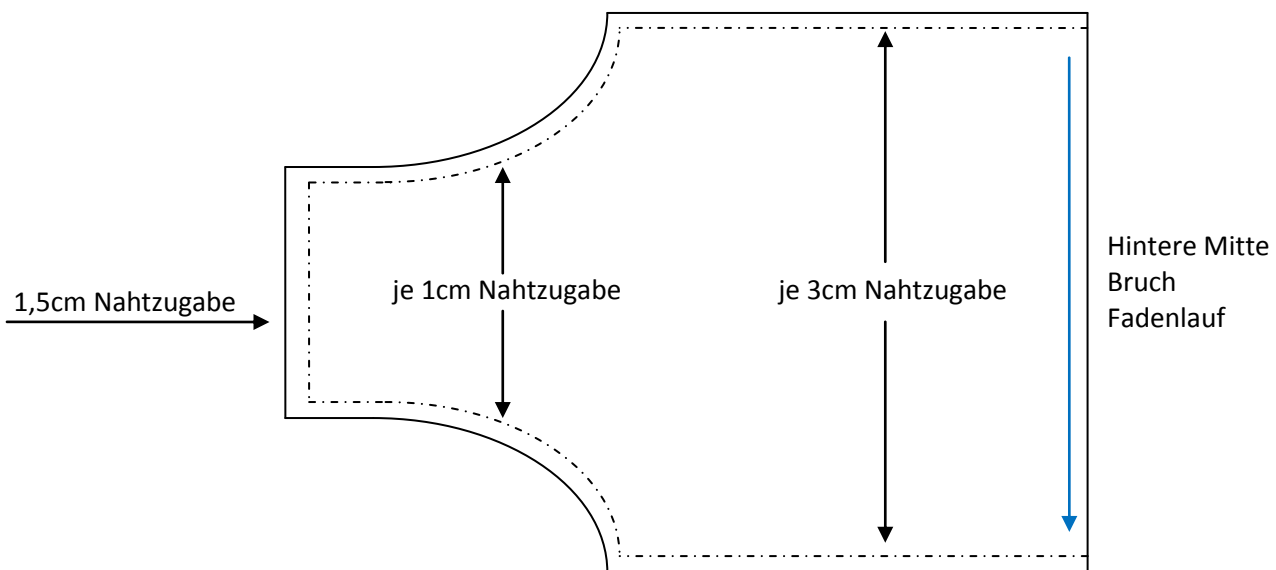 1,5cm Nahtzugabe
je 1cm Nahtzugabe
je 3cm Nahtzugabe
Hintere Mitte
Bruch
Fadenlauf